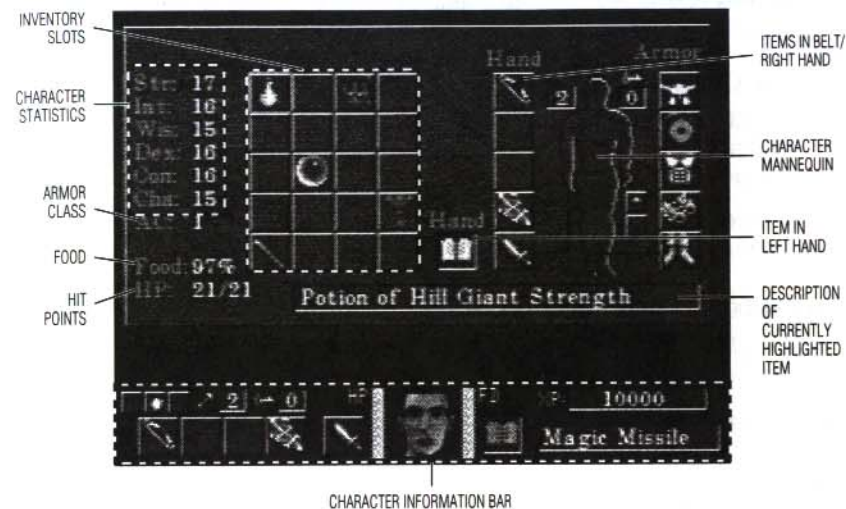 INVENTORY
SLOTS
CHARACTER
STATISTICS
ARMOR
CLASS
FOOD
HIT
POINTS
Str: 17
Int: 16
Wis: 15
Dex: 16
Con: 16
Cha: 15
AC: 1
Food: 97%
HP: 21/21
Hand
Armor
2
0
Hand
Potion of Hill Giant Strength
ITEMS IN BELT/
RIGHT HAND
CHARACTER
MANNEQUIN
ITEM IN
LEFT HAND
DESCRIPTION
OF
CURRENTLY
HIGHLIGHTED
ITEM
2 0 HP 10000
Magic Missile
CHARACTER INFORMATION BAR